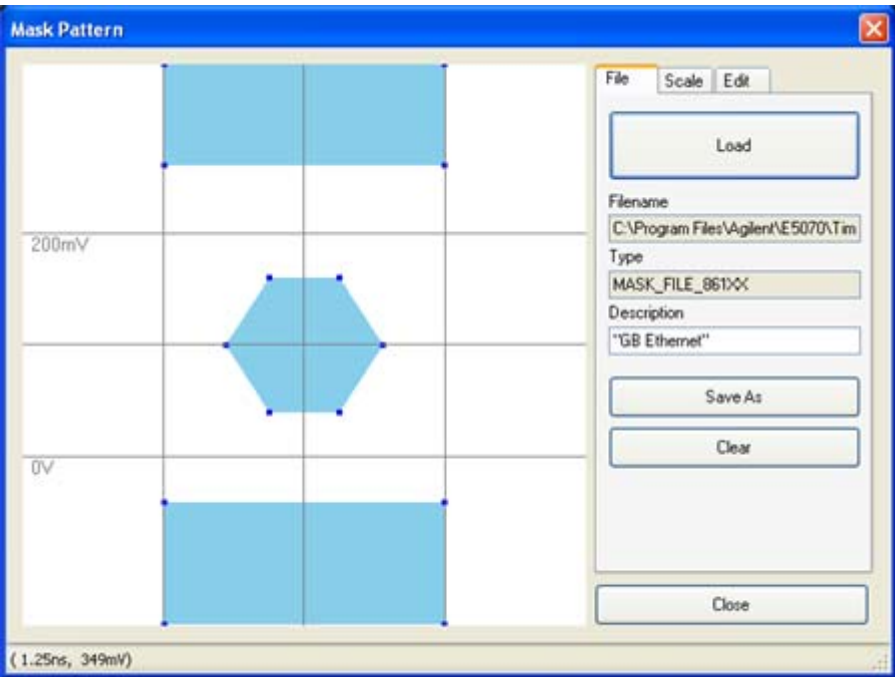 Mask Pattern
File
Scale
Edit
Load
Filename
C:\Program Files\Agilent\E5070\Tim
Type
MASK_FILE_861XX
Description
"GB Ethernet"
Save As
Clear
Close
200mV
0V
(1.25ns, 349mV)